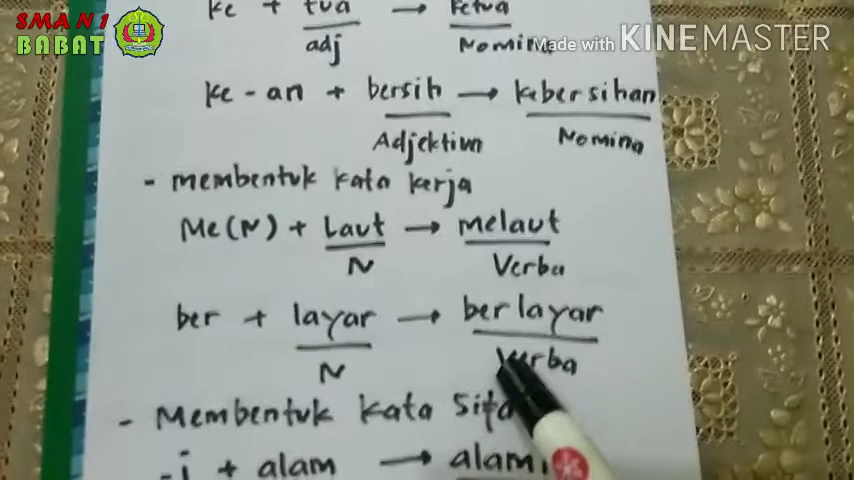 SMA N 1
BABAT
Made with KINEMASTER
ke + tua → ketua
adj Nomina
ke - an + bersih → kebersihan
Adjektiva Nomina
- membentuk kata kerja
Me(N) + Laut → melaut
N Verba
ber + layar → berlayar
N Verba
- Membentuk kata Sifa
-i + alam → alami